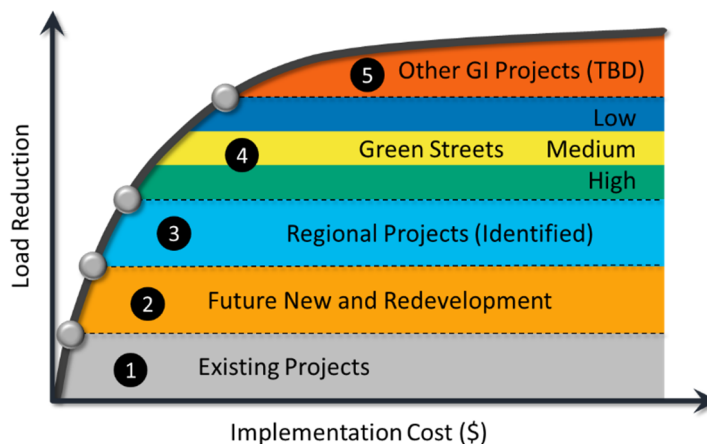 Load Reduction
5 Other GI Projects (TBD)
Low
4 Green Streets Medium
High
3 Regional Projects (Identified)
2 Future New and Redevelopment
1 Existing Projects
Implementation Cost ($)